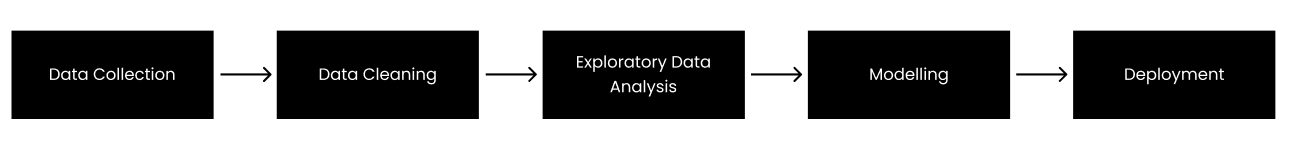 Data Collection
Data Cleaning
Exploratory Data
Analysis
Modelling
Deployment